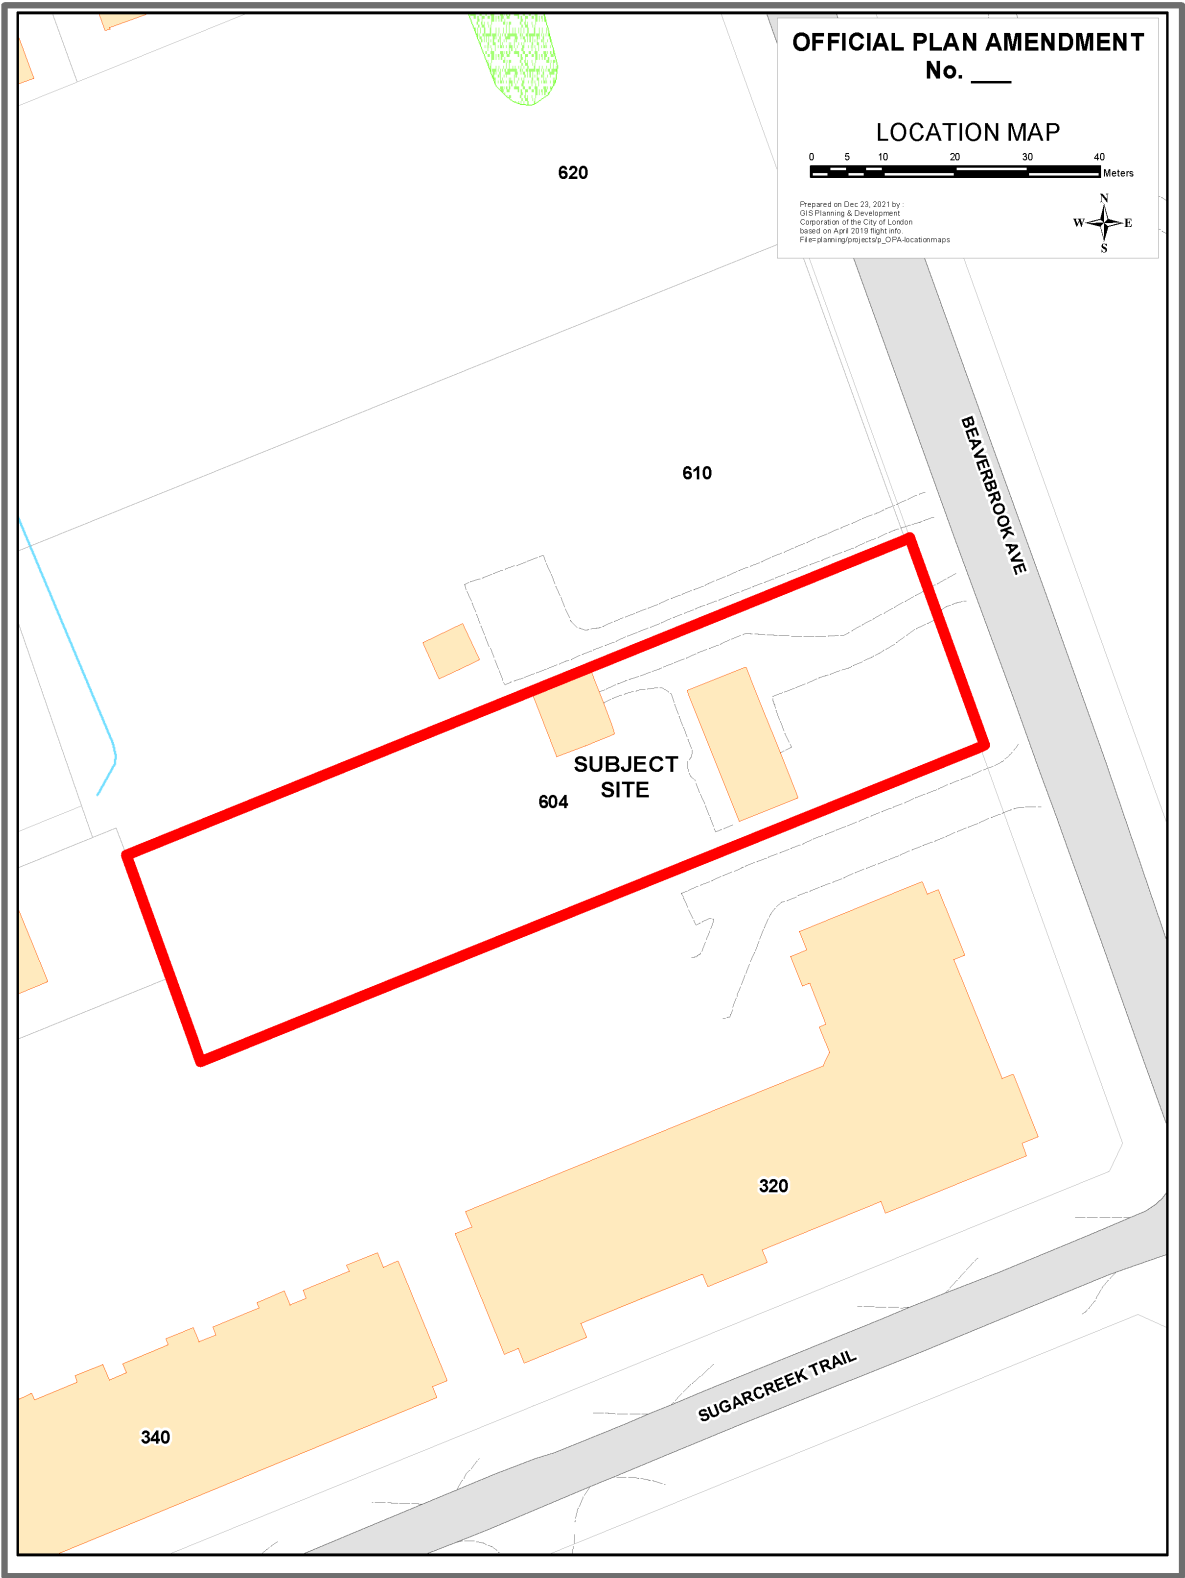 OFFICIAL PLAN AMENDMENT
No. ___
LOCATION MAP
0 5 10 20 30 40
Meters
Prepared on Dec 23, 2021 by :
GIS Planning & Development
Corporation of the City of London
based on April 2019 flight info.
File=planning/projects/p_OPA-locationmaps
N
W E
S
620
610
BEAVERBROOK AVE
SUBJECT
SITE
604
320
SUGARCREEK TRAIL
340